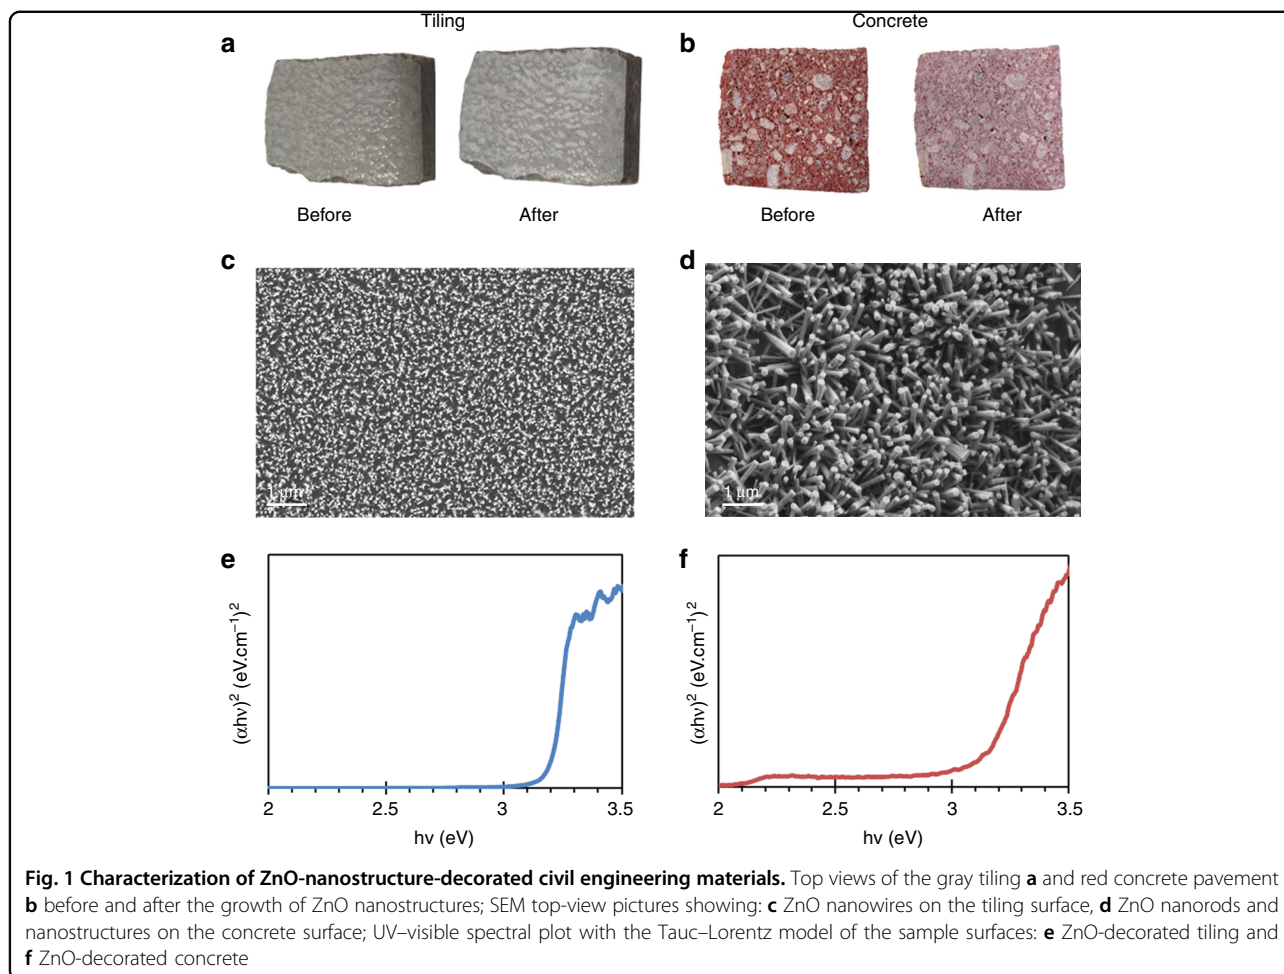 Tiling
Concrete
a
b
Before
After
Before
After
c
d
1 μm
1 μm
e
f
(αhν)² (eV.cm⁻¹)²
(αhν)² (eV.cm⁻¹)²
2
2.5
3
3.5
2
2.5
3
3.5
hν (eV)
hν (eV)
Fig. 1 Characterization of ZnO-nanostructure-decorated civil engineering materials. Top views of the gray tiling a and red concrete pavement
b before and after the growth of ZnO nanostructures; SEM top-view pictures showing: c ZnO nanowires on the tiling surface, d ZnO nanorods and
nanostructures on the concrete surface; UV–visible spectral plot with the Tauc–Lorentz model of the sample surfaces: e ZnO-decorated tiling and
f ZnO-decorated concrete